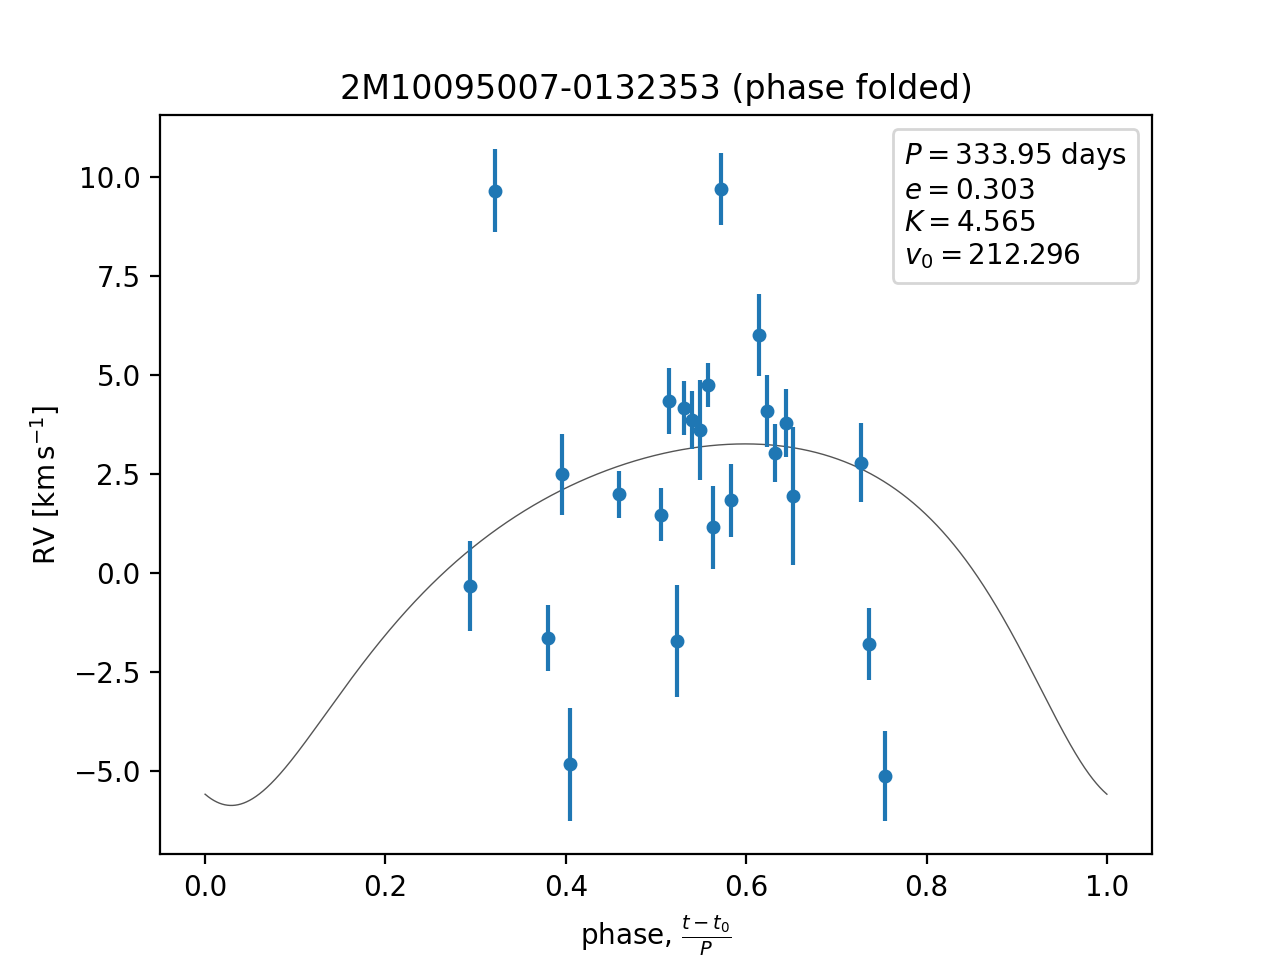 2M10095007-0132353 (phase folded)
P = 333.95 days
e = 0.303
K = 4.565
v₀ = 212.296
10.0
7.5
5.0
2.5
0.0
−2.5
−5.0
RV [km s⁻¹]
0.0 0.2 0.4 0.6 0.8 1.0
phase, (t − t₀)/P